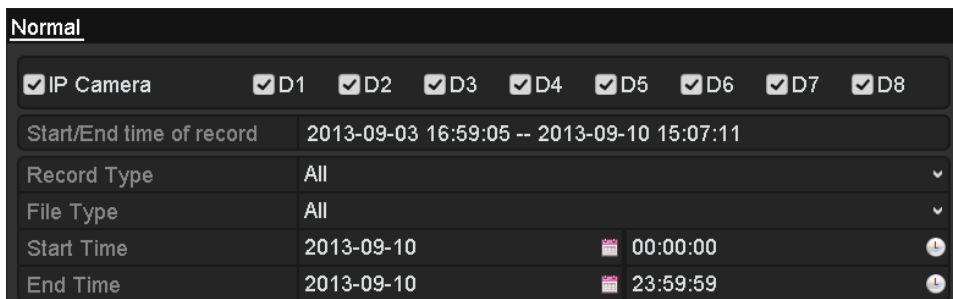 Normal
IP Camera D1 D2 D3 D4 D5 D6 D7 D8
Start/End time of record 2013-09-03 16:59:05 -- 2013-09-10 15:07:11
Record Type All
File Type All
Start Time 2013-09-10 00:00:00
End Time 2013-09-10 23:59:59